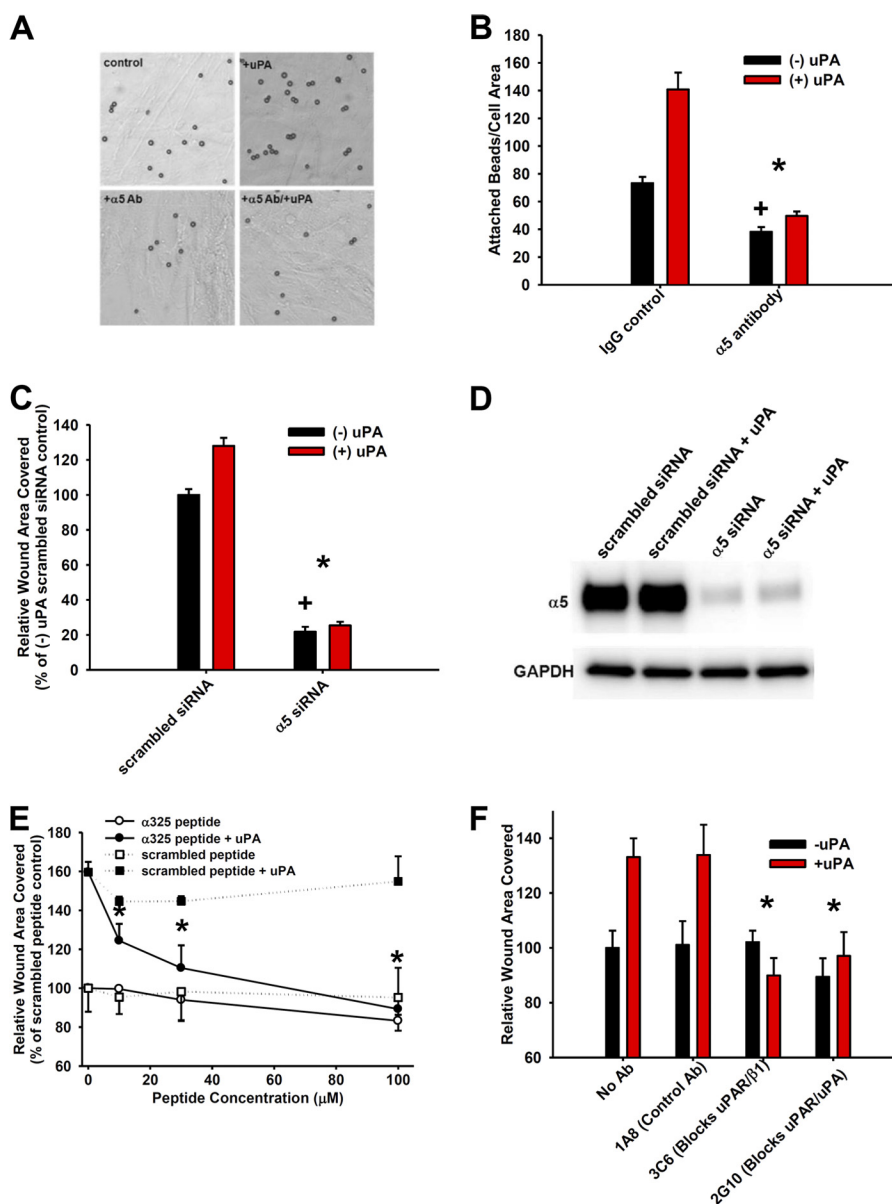 A
control
+uPA
+α5 Ab
+α5 Ab/+uPA
B
Attached Beads/Cell Area
180
160
140
120
100
80
60
40
20
0
(-) uPA
(+) uPA
*
+
IgG control
α5 antibody
C
Relative Wound Area Covered
(% of (-) uPA scrambled siRNA control)
140
120
100
80
60
40
20
0
(-) uPA
(+) uPA
*
+
scrambled siRNA
α5 siRNA
D
scrambled siRNA
scrambled siRNA + uPA
α5 siRNA
α5 siRNA + uPA
α5
GAPDH
E
Relative Wound Area Covered
(% of scrambled peptide control)
180
160
140
120
100
80
60
α325 peptide
α325 peptide + uPA
scrambled peptide
scrambled peptide + uPA
*
*
*
0 20 40 60 80 100
Peptide Concentration (μM)
F
Relative Wound Area Covered
160
140
120
100
80
60
-uPA
+uPA
* *
No Ab
1A8 (Control Ab)
3C6 (Blocks uPAR/β1)
2G10 (Blocks uPAR/uPA)